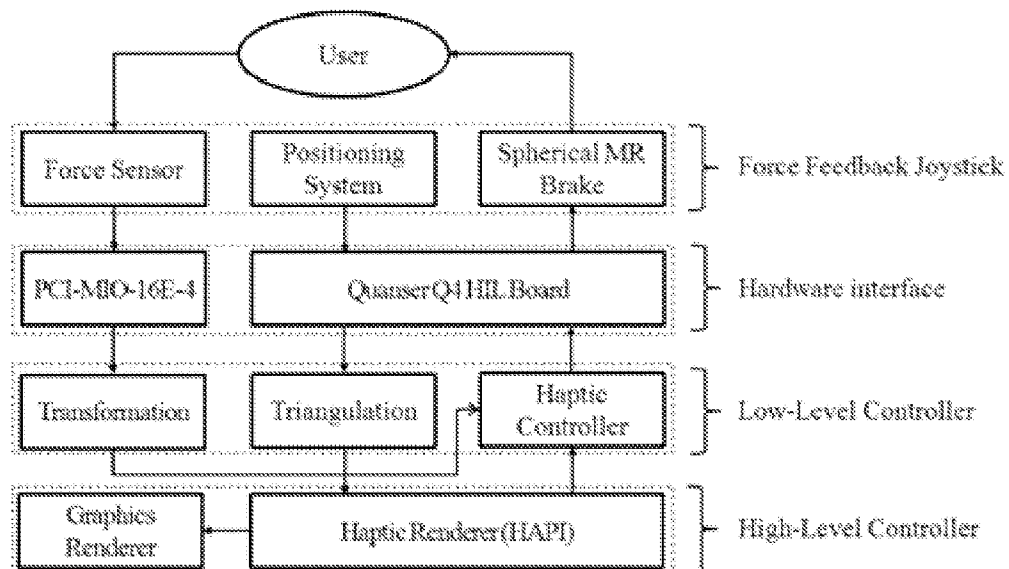 User
Force Sensor
Positioning
System
Spherical MR
Brake
Force Feedback Joystick
PCI-MIO-16E-4
Quanser Q4 HIL Board
Hardware interface
Transformation
Triangulation
Haptic
Controller
Low-Level Controller
Graphics
Renderer
Haptic Renderer (HAPI)
High-Level Controller